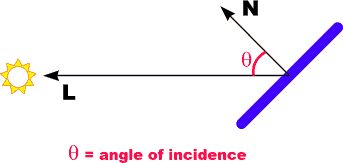 N
θ
L
θ = angle of incidence